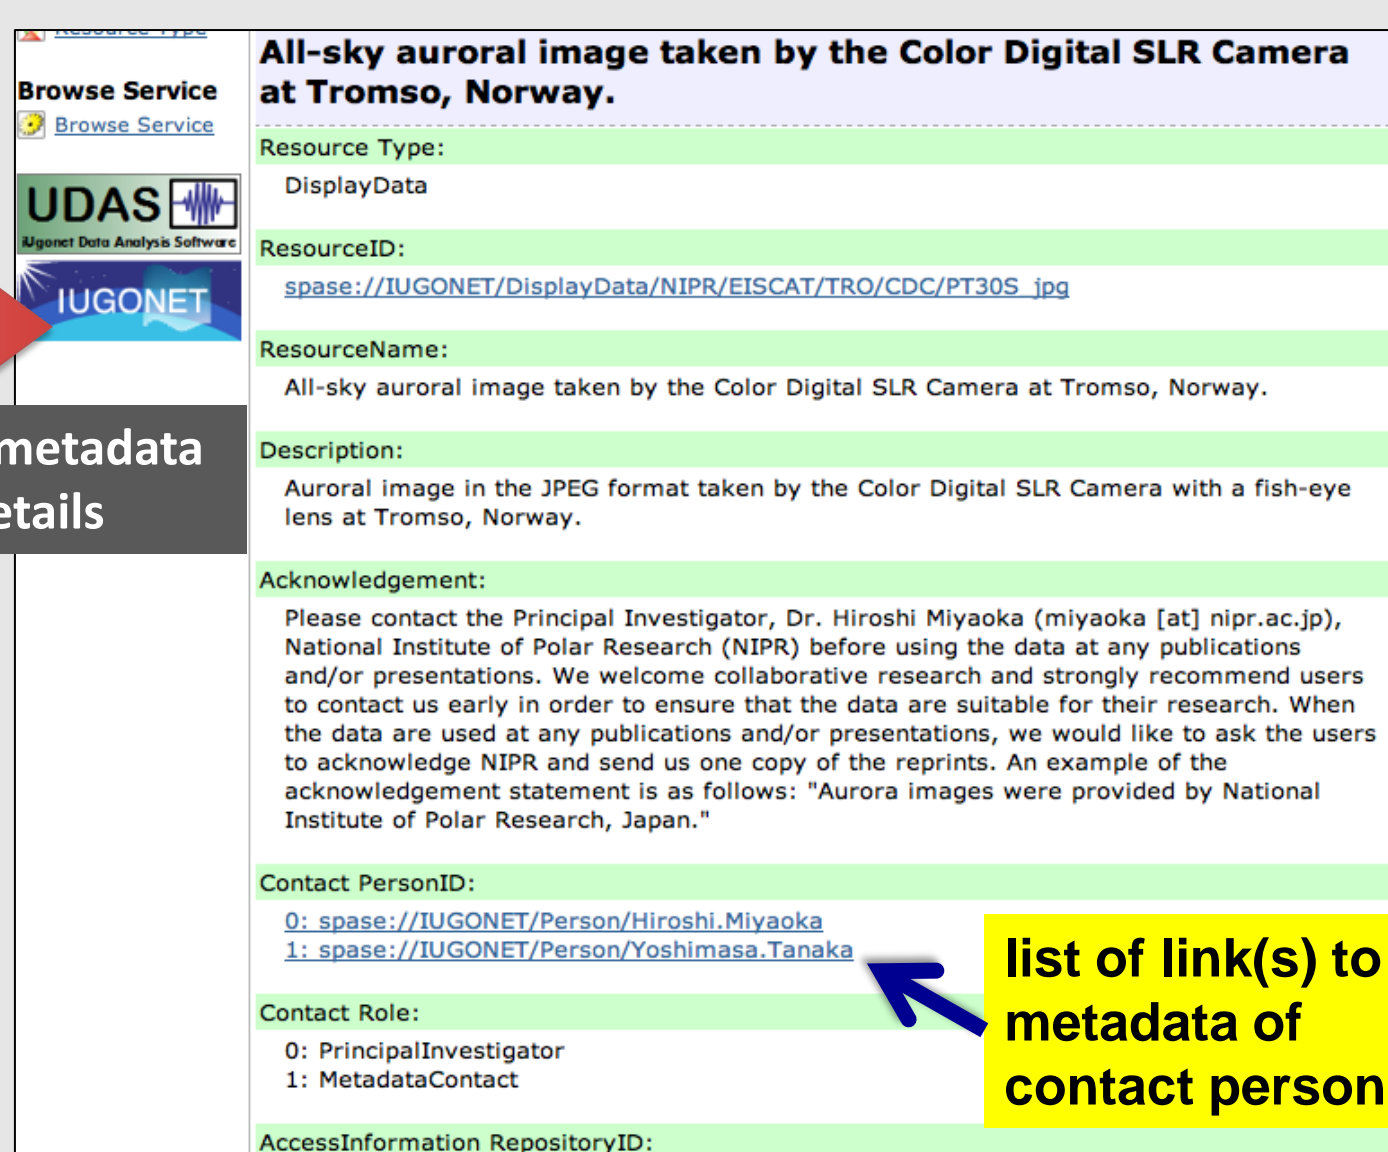 Resource Type
Browse Service
Browse Service
UDAS
iUgonet Data Analysis Software
IUGONET
metadata
etails
All-sky auroral image taken by the Color Digital SLR Camera
at Tromso, Norway.
Resource Type:
DisplayData
ResourceID:
spase://IUGONET/DisplayData/NIPR/EISCAT/TRO/CDC/PT30S_jpg
ResourceName:
All-sky auroral image taken by the Color Digital SLR Camera at Tromso, Norway.
Description:
Auroral image in the JPEG format taken by the Color Digital SLR Camera with a fish-eye
lens at Tromso, Norway.
Acknowledgement:
Please contact the Principal Investigator, Dr. Hiroshi Miyaoka (miyaoka [at] nipr.ac.jp),
National Institute of Polar Research (NIPR) before using the data at any publications
and/or presentations. We welcome collaborative research and strongly recommend users
to contact us early in order to ensure that the data are suitable for their research. When
the data are used at any publications and/or presentations, we would like to ask the users
to acknowledge NIPR and send us one copy of the reprints. An example of the
acknowledgement statement is as follows: "Aurora images were provided by National
Institute of Polar Research, Japan."
Contact PersonID:
0: spase://IUGONET/Person/Hiroshi.Miyaoka
1: spase://IUGONET/Person/Yoshimasa.Tanaka
Contact Role:
0: PrincipalInvestigator
1: MetadataContact
AccessInformation RepositoryID:
list of link(s) to
metadata of
contact person